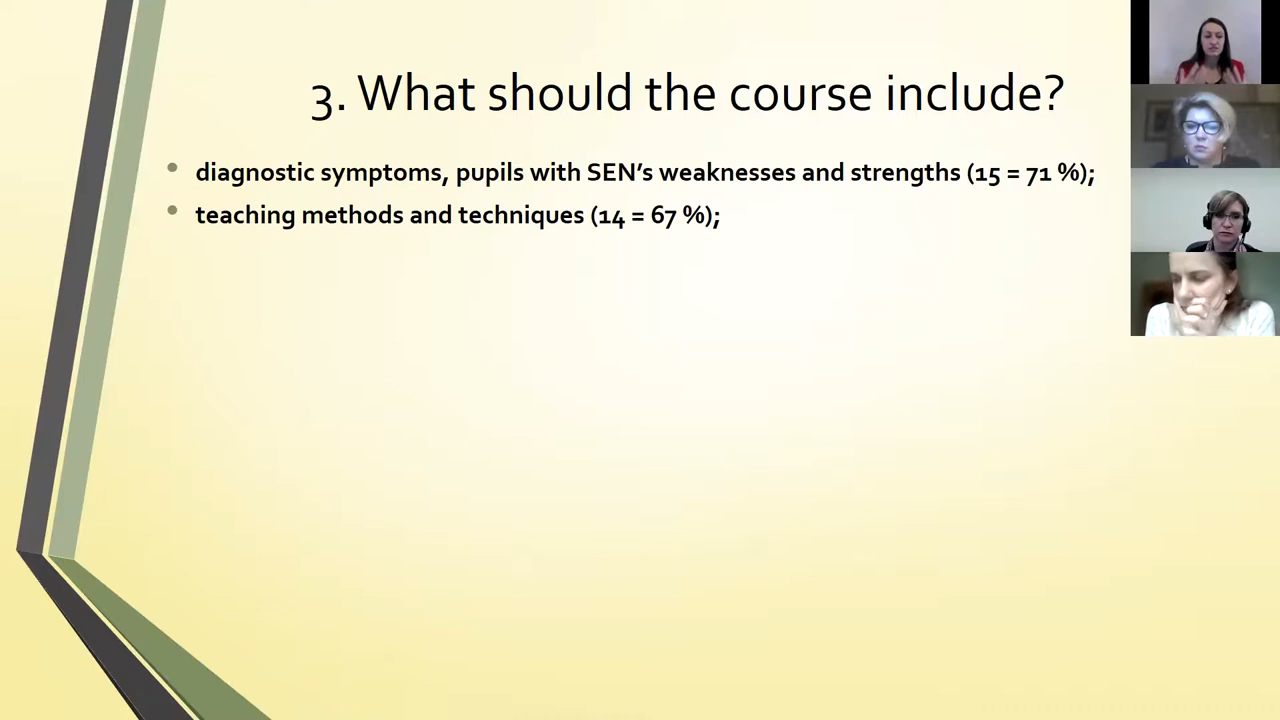 3. What should the course include?
diagnostic symptoms, pupils with SEN's weaknesses and strengths (15 = 71 %);
teaching methods and techniques (14 = 67 %);